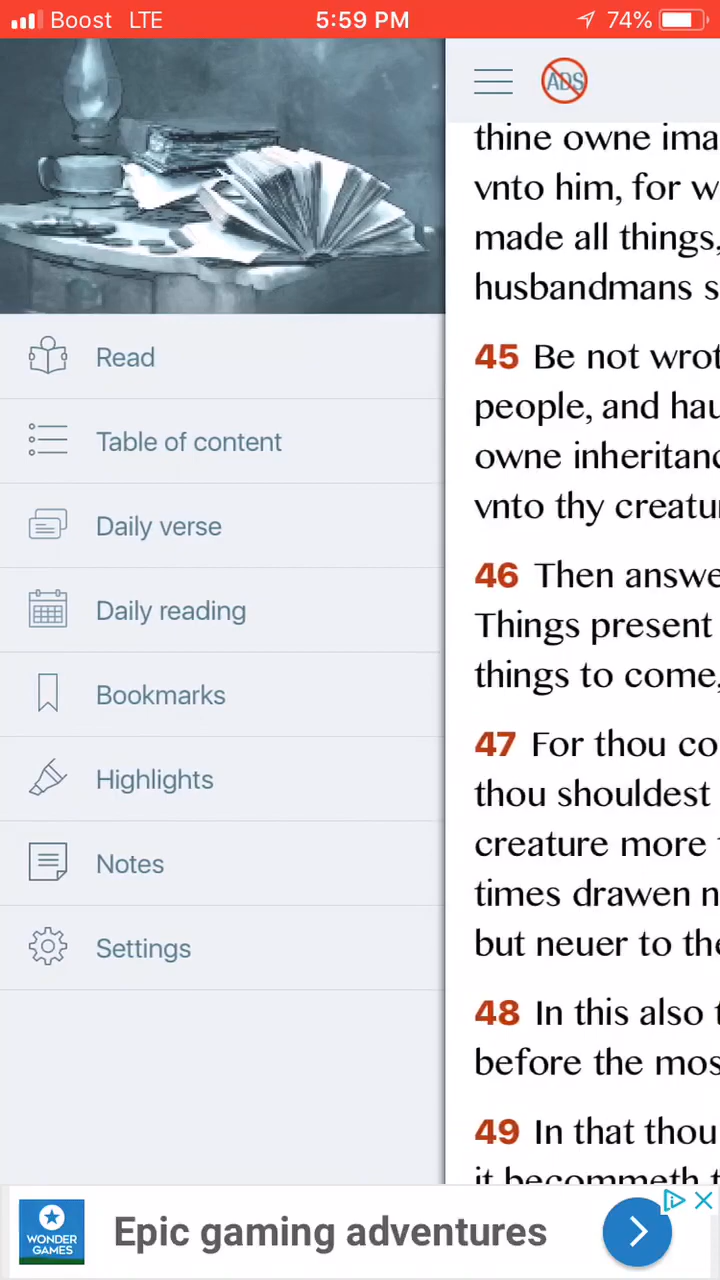 Boost LTE 5:59 PM 74%
ADS
Read
Table of content
Daily verse
Daily reading
Bookmarks
Highlights
Notes
Settings
thine owne ima
vnto him, for w
made all things,
husbandmans s
45 Be not wrot
people, and hau
owne inheritanc
vnto thy creatu
46 Then answe
Things present
things to come,
47 For thou co
thou shouldest
creature more
times drawen n
but neuer to the
48 In this also t
before the mos
49 In that thou
it becommeth t
WONDER
GAMES
Epic gaming adventures